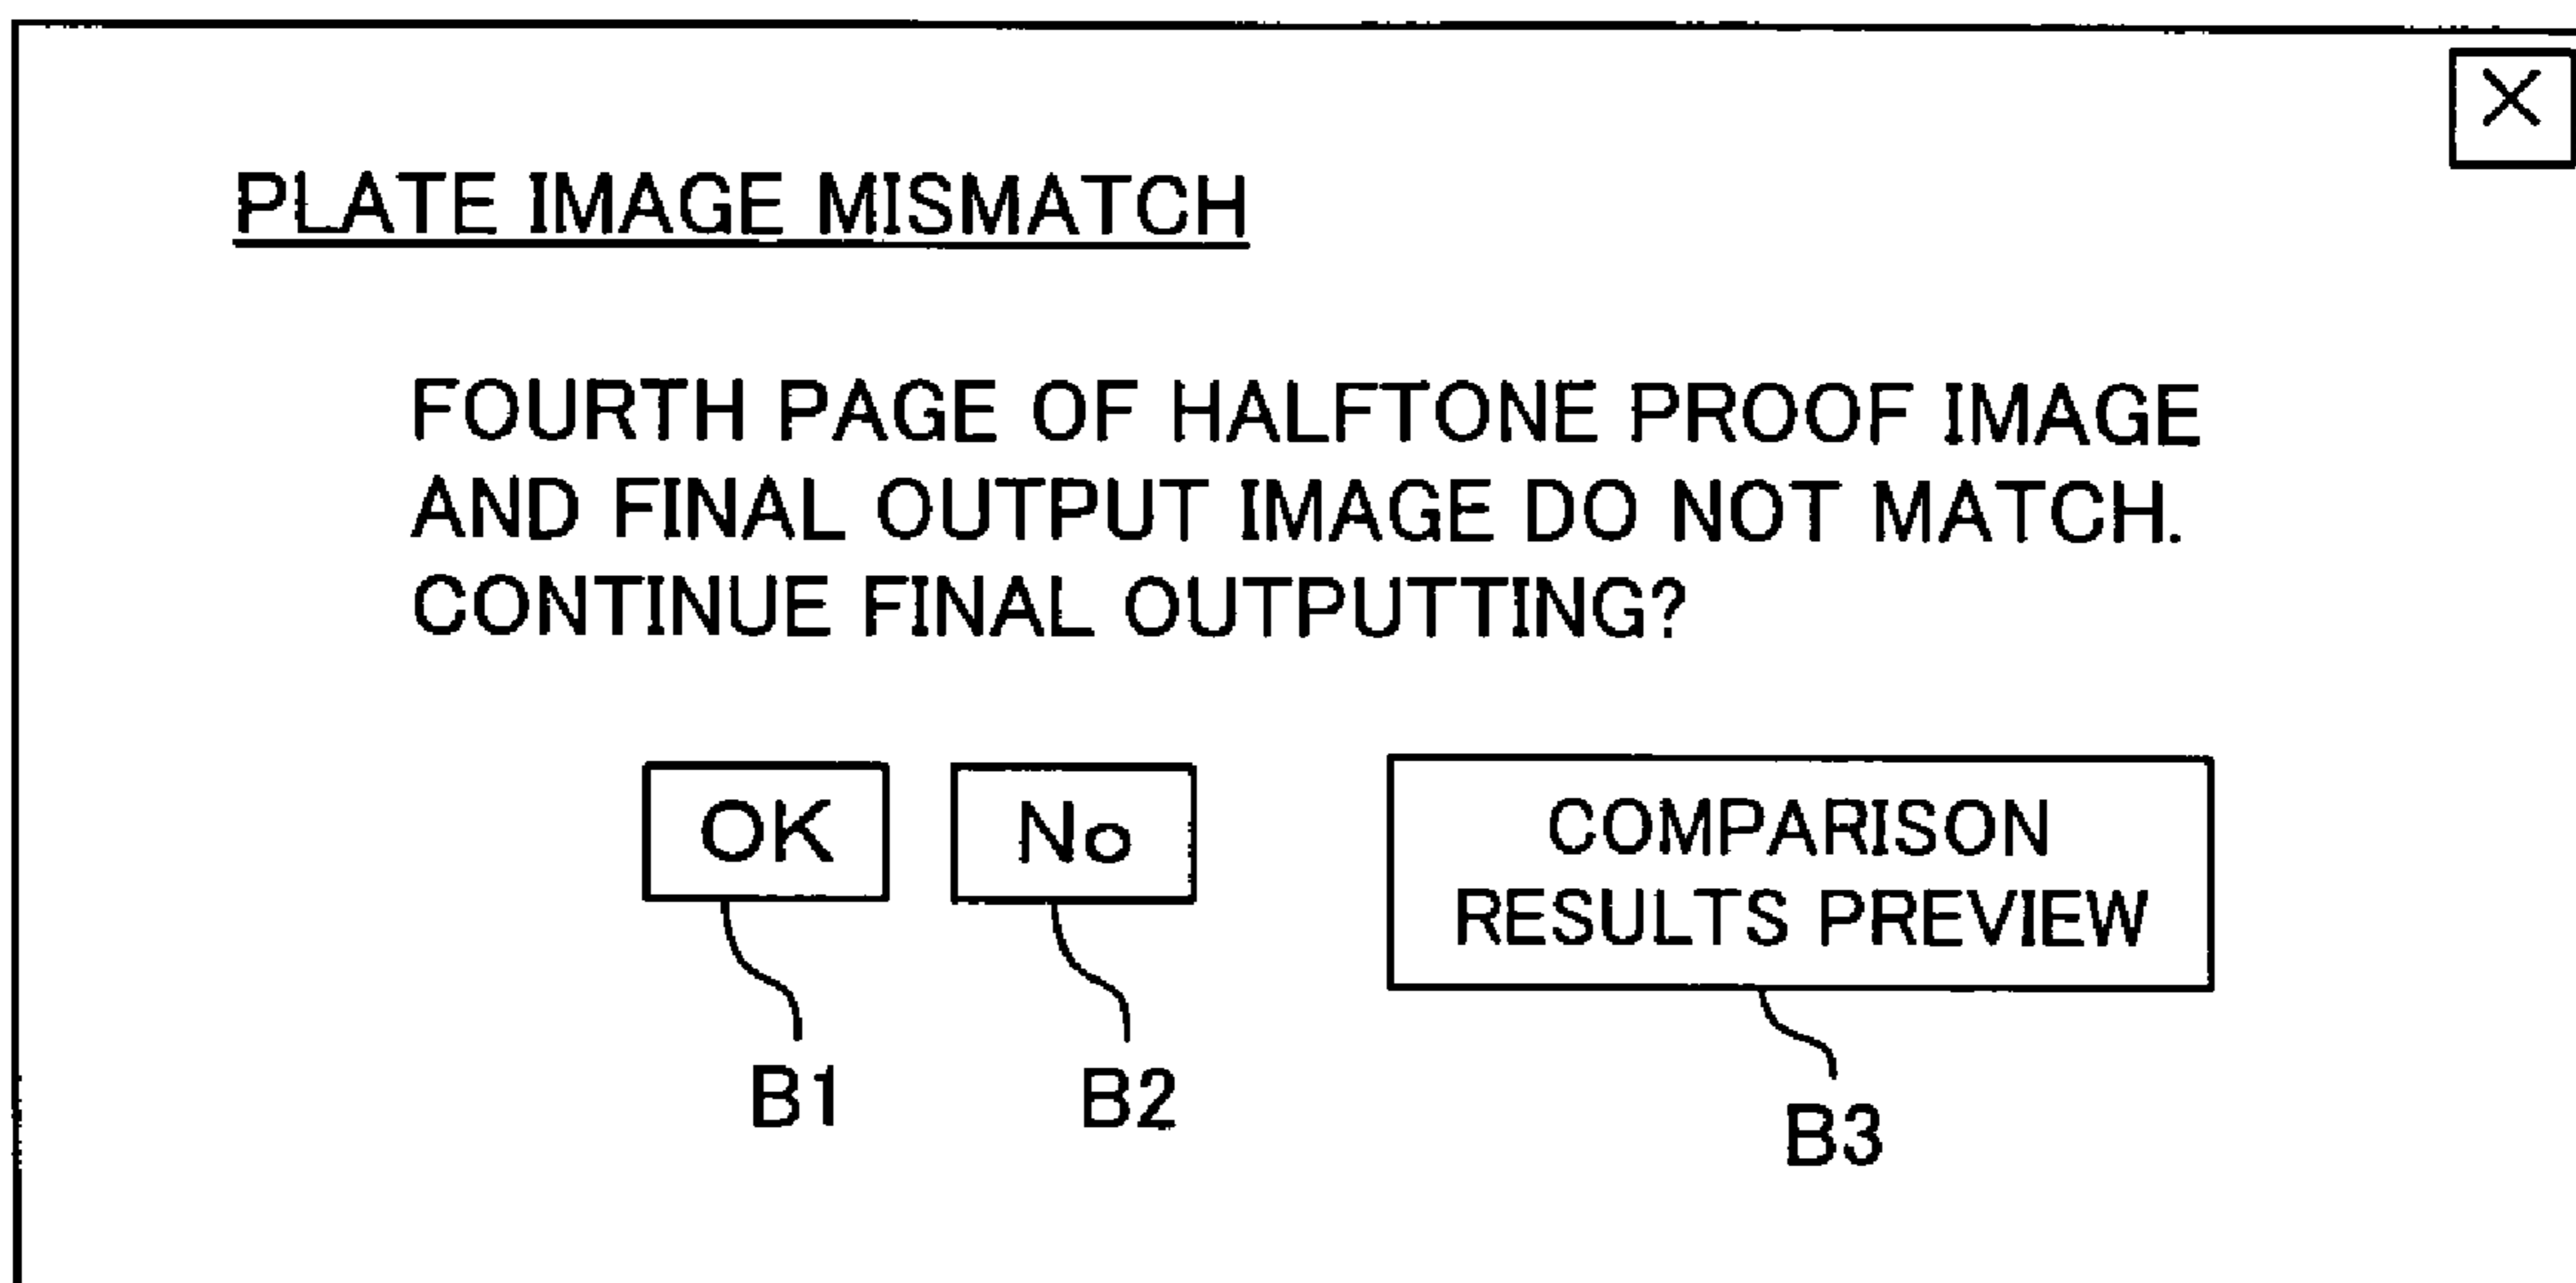 ×
PLATE IMAGE MISMATCH
FOURTH PAGE OF HALFTONE PROOF IMAGE
AND FINAL OUTPUT IMAGE DO NOT MATCH.
CONTINUE FINAL OUTPUTTING?
OK
No
COMPARISON
RESULTS PREVIEW
B1
B2
B3